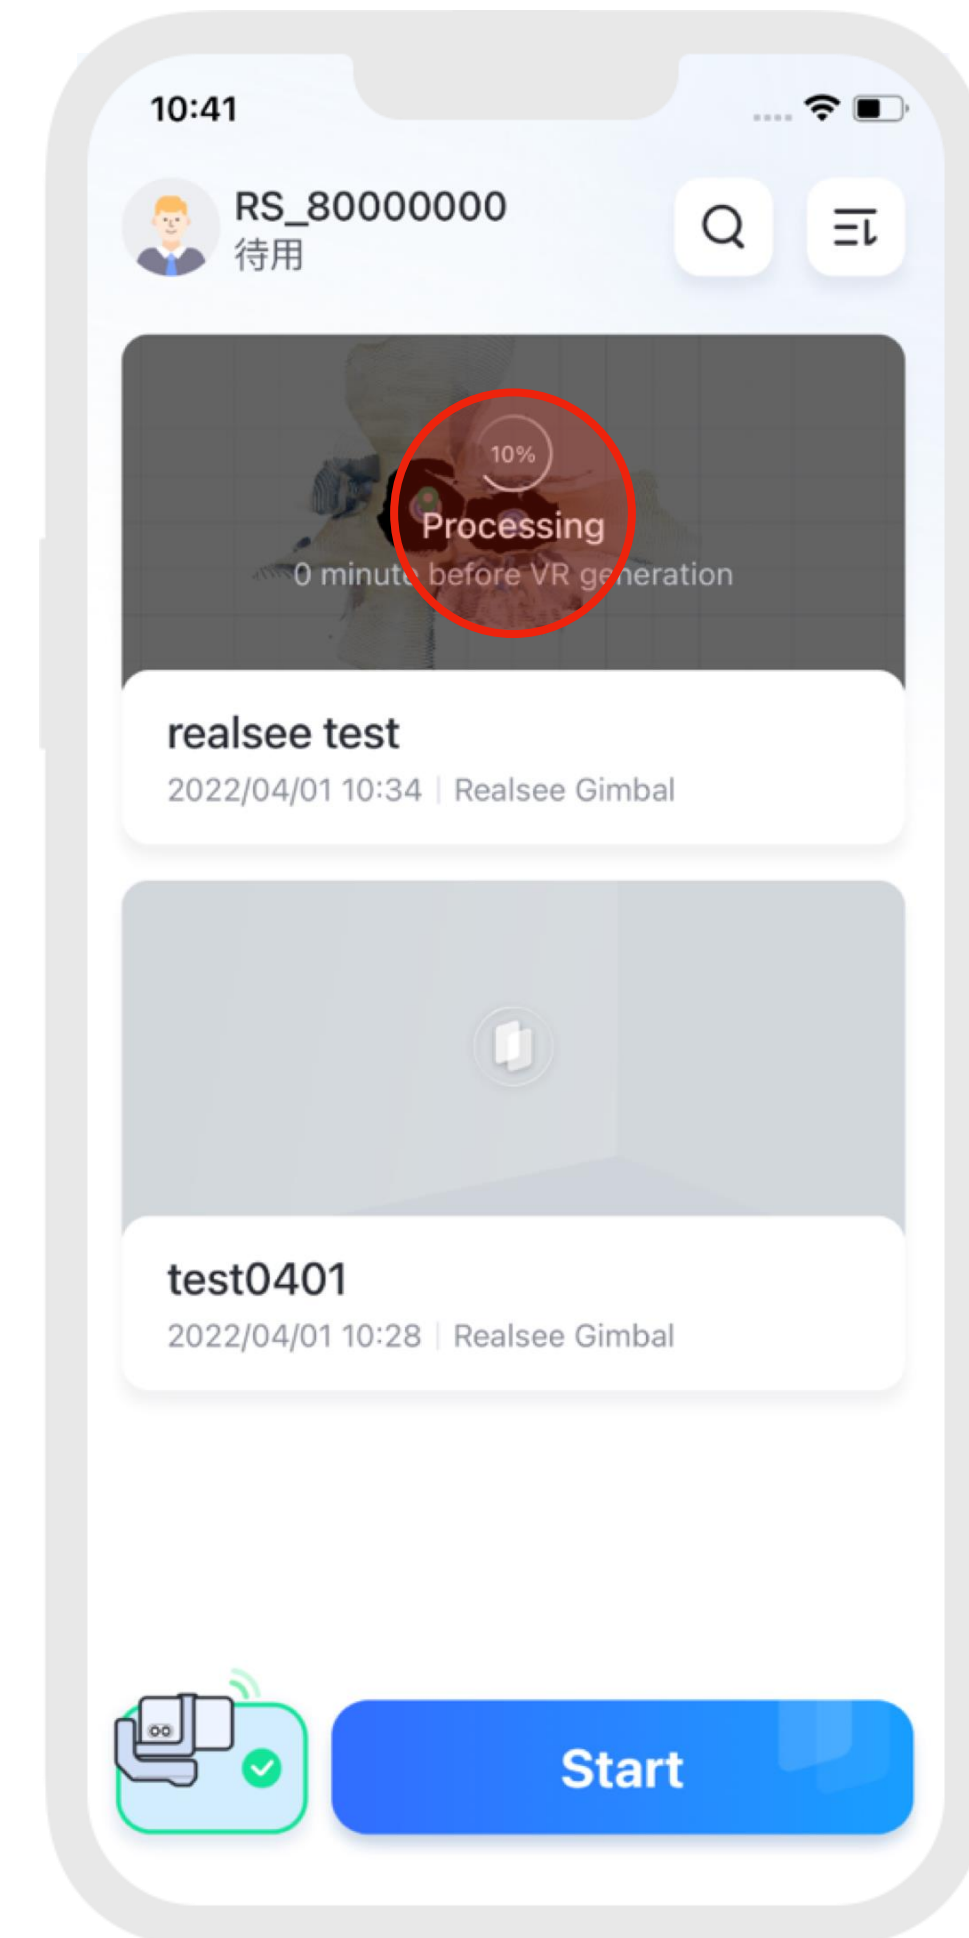 10:41
RS_80000000
待用
10%
Processing
0 minute before VR generation
realsee test
2022/04/01 10:34 | Realsee Gimbal
test0401
2022/04/01 10:28 | Realsee Gimbal
Start